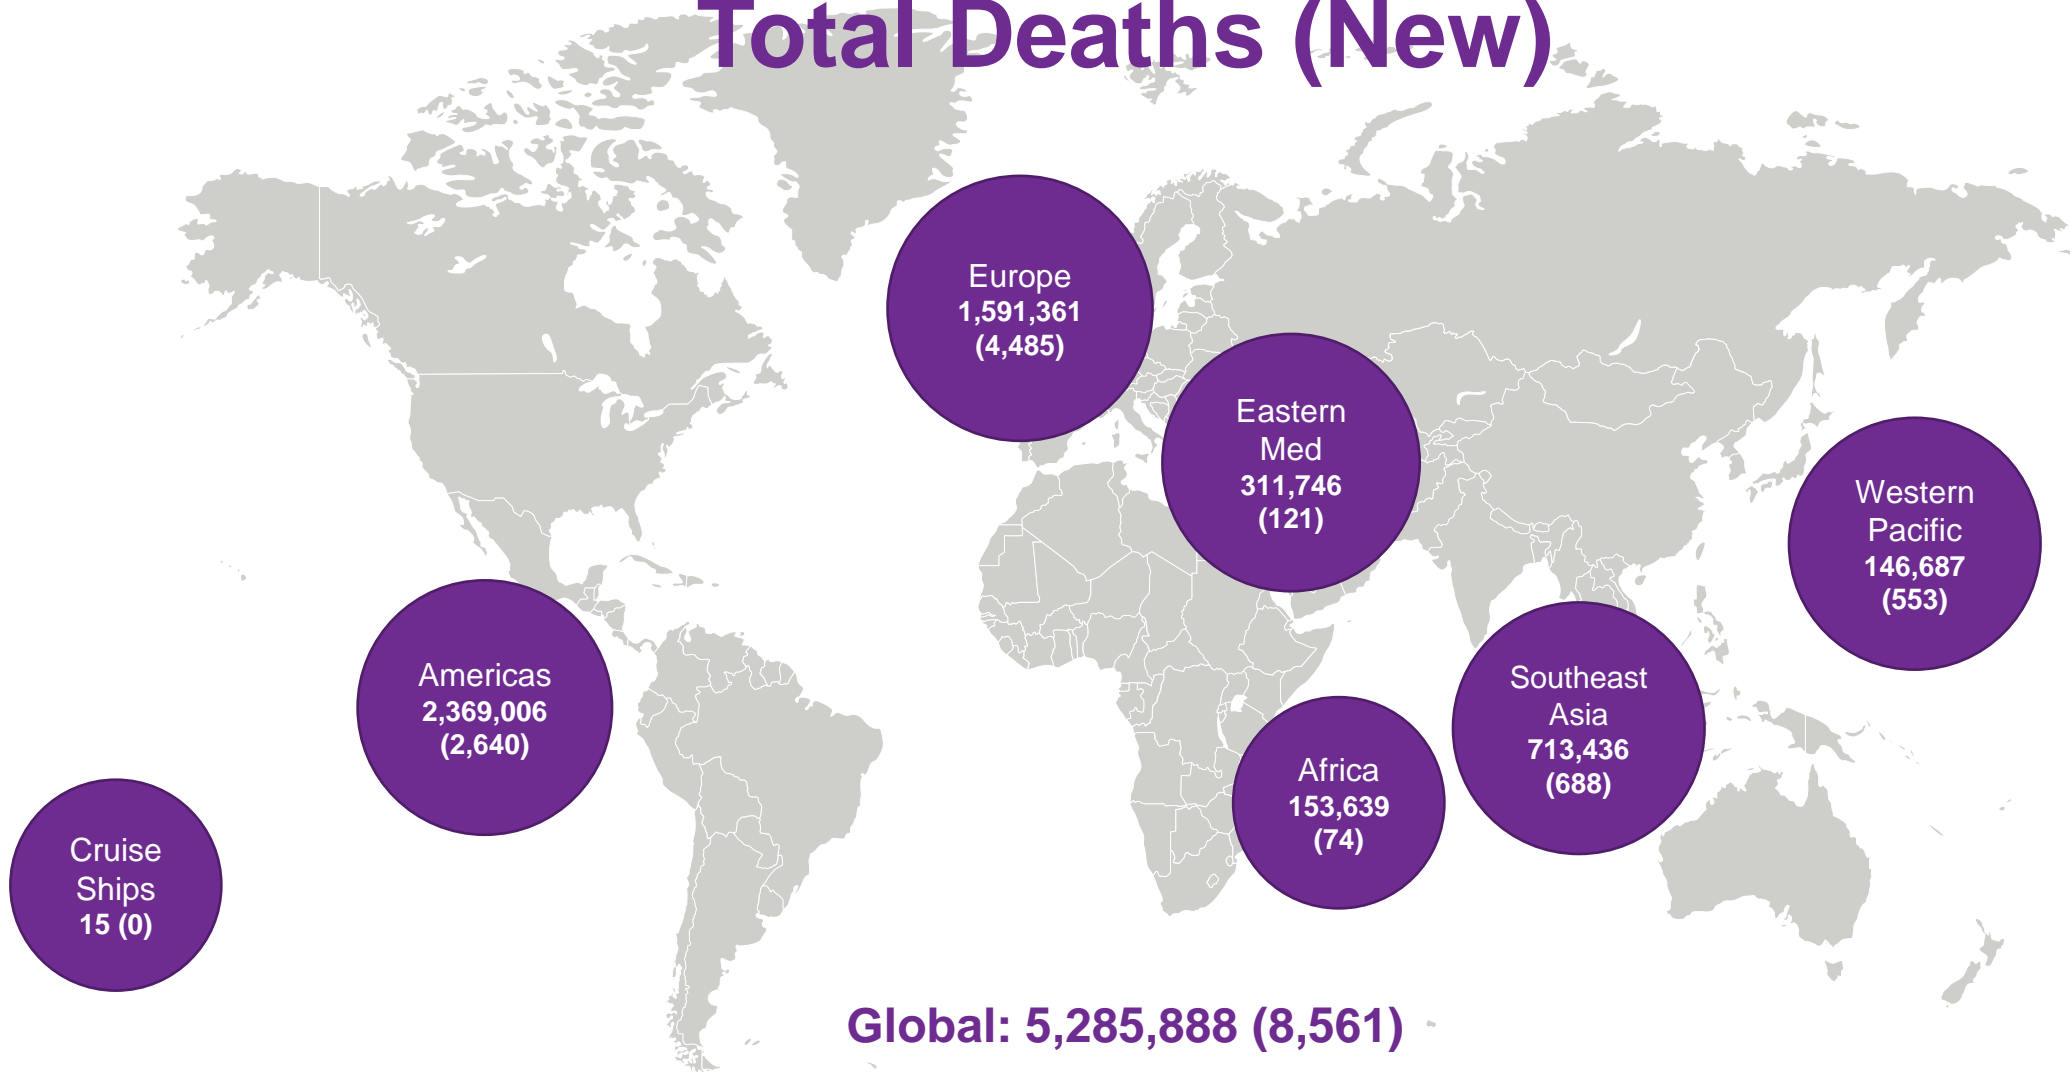 Total Deaths (New)
Europe
1,591,361
(4,485)
Eastern
Med
311,746
(121)
Western
Pacific
146,687
(553)
Americas
2,369,006
(2,640)
Southeast
Asia
713,436
(688)
Africa
153,639
(74)
Cruise
Ships
15 (0)
Global: 5,285,888 (8,561)